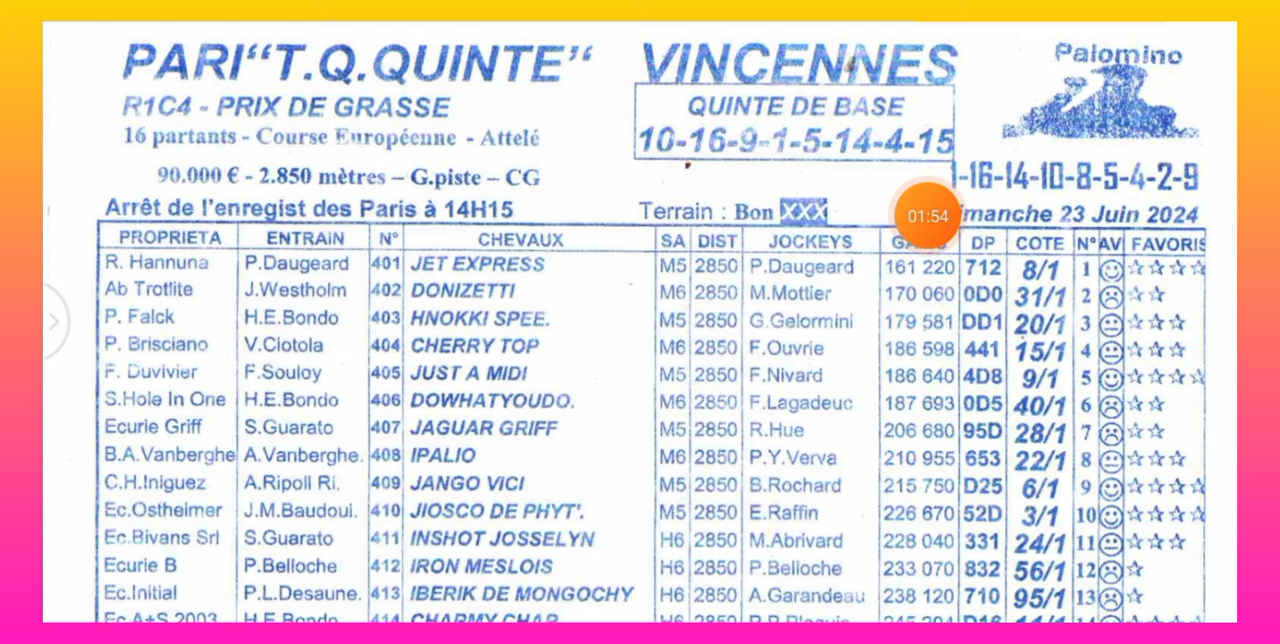 PARI "T.Q.QUINTE" VINCENNES Palomino
R1C4 - PRIX DE GRASSE QUINTE DE BASE
16 partants - Course Européenne - Attelé 10-16-9-1-5-14-4-15
90.000 € - 2.850 mètres – G.piste – CG -16-14-10-8-5-4-2-9
Arrêt de l'enregist des Paris à 14H15 Terrain : Bon XXX 01:54 imanche 23 Juin 2024
PROPRIETA ENTRAIN N° CHEVAUX SA DIST JOCKEYS DP COTE N° AV FAVORIS
R. Hannuna P.Daugeard 401 JET EXPRESS M5 2850 P.Daugeard 161 220 712 8/1 1
Ab Trotlite J.Westholm 402 DONIZETTI M6 2850 M.Mottier 170 060 0D0 31/1 2
P. Falck H.E.Bondo 403 HNOKKI SPEE. M5 2850 G.Gelormini 179 581 DD1 20/1 3
P. Brisciano V.Ciotola 404 CHERRY TOP M6 2850 F.Ouvrie 186 598 441 15/1 4
F. Duvivier F.Souloy 405 JUST A MIDI M5 2850 F.Nivard 186 640 4D8 9/1 5
S.Hole In One H.E.Bondo 406 DOWHATYOUDO. M6 2850 F.Lagadeuc 187 693 0D5 40/1 6
Ecurie Griff S.Guarato 407 JAGUAR GRIFF M5 2850 R.Hue 206 680 95D 28/1 7
B.A.Vanberghe A.Vanberghe. 408 IPALIO M6 2850 P.Y.Verva 210 955 653 22/1 8
C.H.Iniguez A.Ripoll Ri. 409 JANGO VICI M5 2850 B.Rochard 215 750 D25 6/1 9
Ec.Ostheimer J.M.Baudoui. 410 JIOSCO DE PHYT'. M5 2850 E.Raffin 226 670 52D 3/1 10
Ec.Bivans Srl S.Guarato 411 INSHOT JOSSELYN H6 2850 M.Abrivard 228 040 331 24/1 11
Ecurie B P.Belloche 412 IRON MESLOIS H6 2850 P.Belloche 233 070 832 56/1 12
Ec.Initial P.L.Desaune. 413 IBERIK DE MONGOCHY H6 2850 A.Garandeau 238 120 710 95/1 13
Ec.A+S 2003 H.E.Bondo 414 CHARMY CHAP